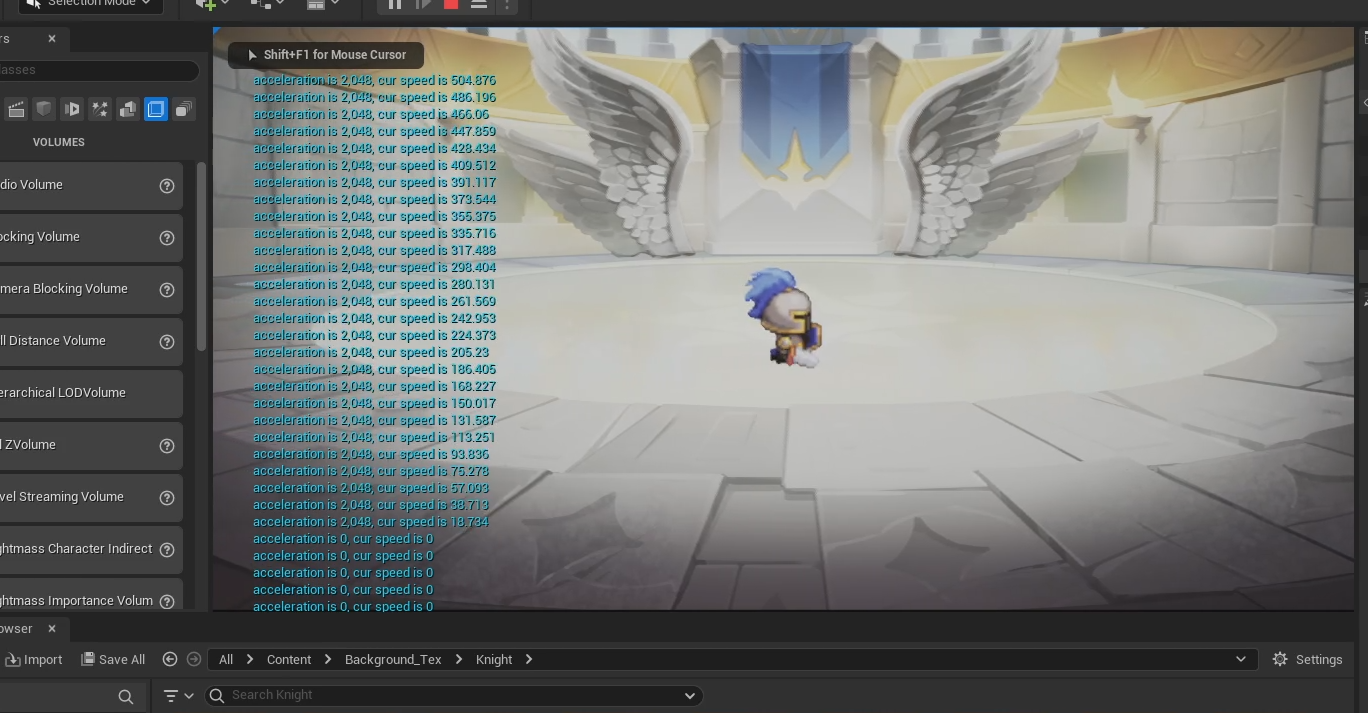 Selection Mode
rs
Shift+F1 for Mouse Cursor
lasses
acceleration is 2,048, cur speed is 504.876
acceleration is 2,048, cur speed is 486.196
acceleration is 2,048, cur speed is 466.06
acceleration is 2,048, cur speed is 447.859
acceleration is 2,048, cur speed is 428.434
acceleration is 2,048, cur speed is 409.512
acceleration is 2,048, cur speed is 391.117
acceleration is 2,048, cur speed is 373.544
acceleration is 2,048, cur speed is 355.375
acceleration is 2,048, cur speed is 335.716
acceleration is 2,048, cur speed is 317.488
acceleration is 2,048, cur speed is 298.404
acceleration is 2,048, cur speed is 280.131
acceleration is 2,048, cur speed is 261.569
acceleration is 2,048, cur speed is 242.953
acceleration is 2,048, cur speed is 224.373
acceleration is 2,048, cur speed is 205.23
acceleration is 2,048, cur speed is 186.405
acceleration is 2,048, cur speed is 168.227
acceleration is 2,048, cur speed is 150.017
acceleration is 2,048, cur speed is 131.587
acceleration is 2,048, cur speed is 113.251
acceleration is 2,048, cur speed is 93.836
acceleration is 2,048, cur speed is 75.278
acceleration is 2,048, cur speed is 57.093
acceleration is 2,048, cur speed is 38.713
acceleration is 2,048, cur speed is 18.734
acceleration is 0, cur speed is 0
acceleration is 0, cur speed is 0
acceleration is 0, cur speed is 0
acceleration is 0, cur speed is 0
acceleration is 0, cur speed is 0
VOLUMES
dio Volume
ocking Volume
mera Blocking Volume
ll Distance Volume
erarchical LODVolume
l ZVolume
vel Streaming Volume
ghtmass Character Indirect
ghtmass Importance Volum
owser
Import
Save All
All
Content
Background_Tex
Knight
Settings
Search Knight